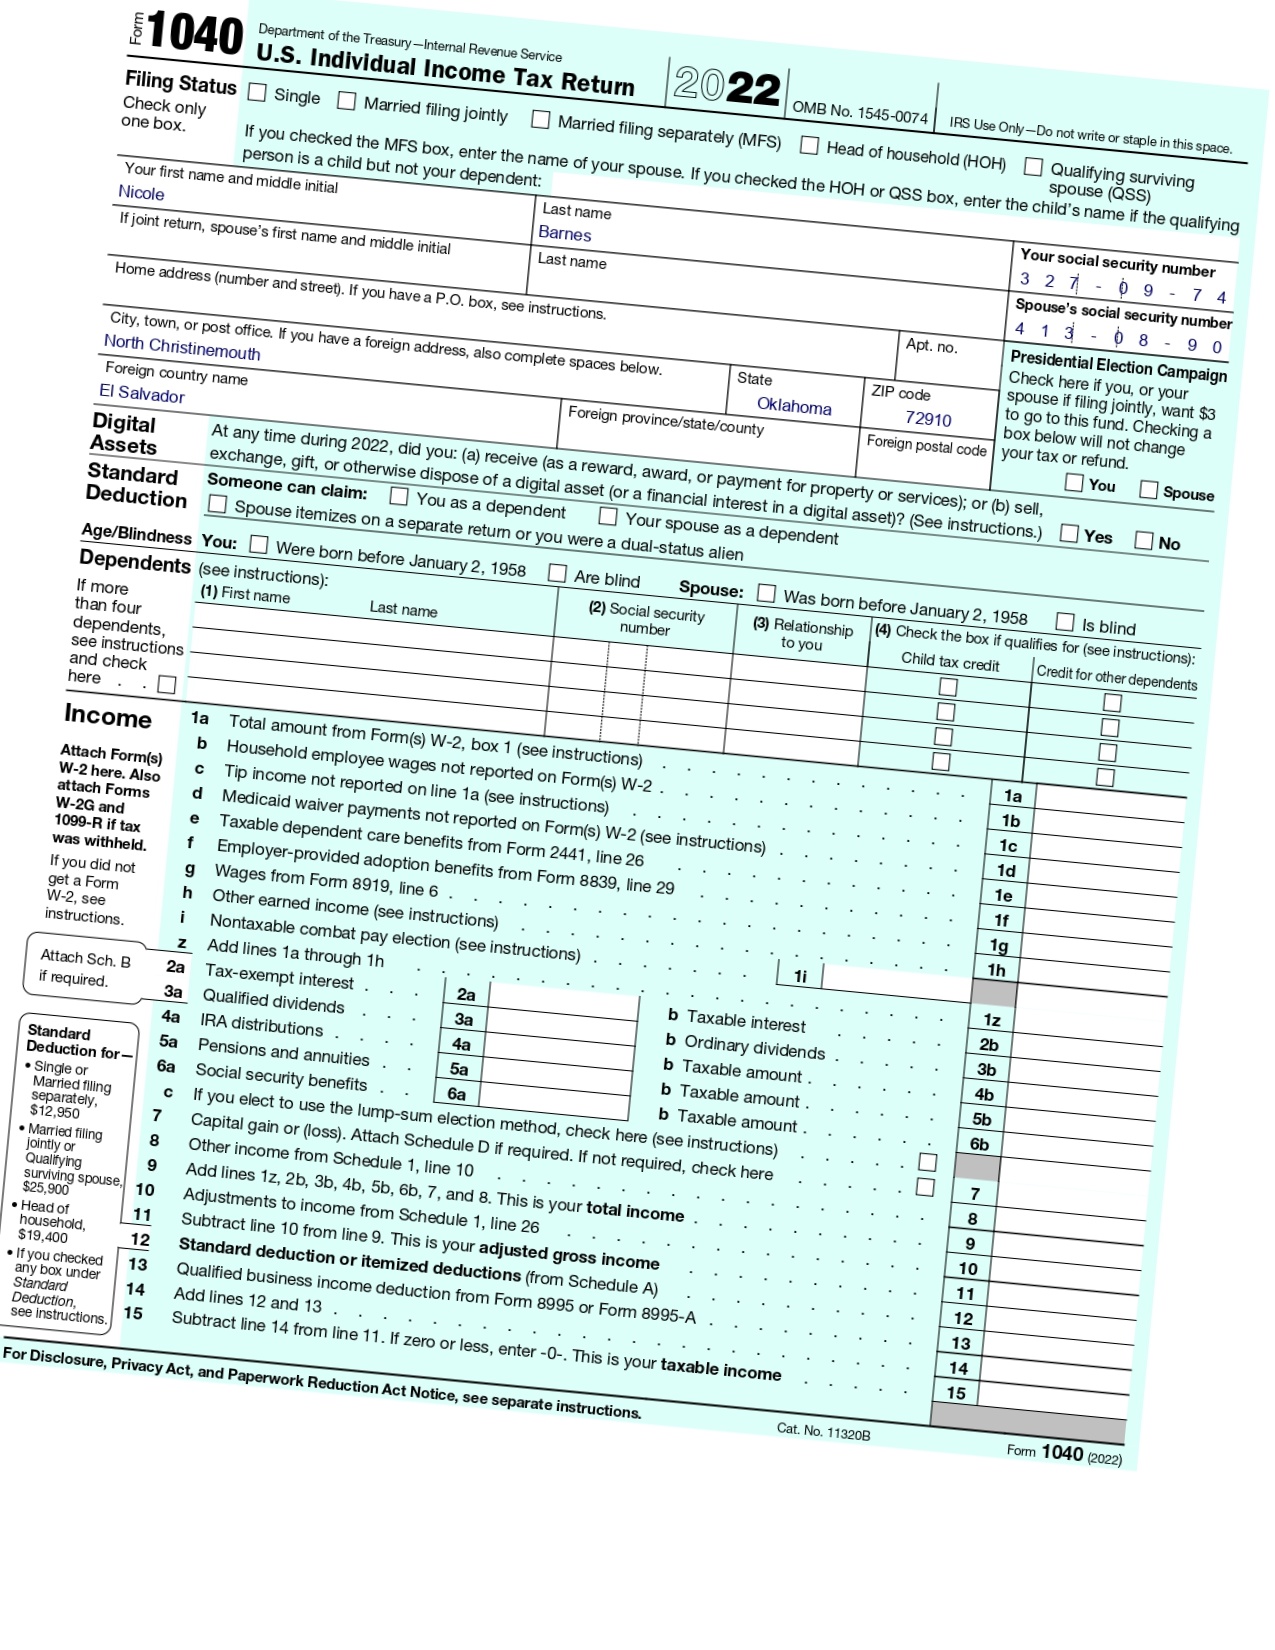 Form 1040
Department of the Treasury—Internal Revenue Service
U.S. Individual Income Tax Return
2022
OMB No. 1545-0074
IRS Use Only—Do not write or staple in this space.
Filing Status
Check only
one box.
Single
Married filing jointly
Married filing separately (MFS)
Head of household (HOH)
Qualifying surviving
spouse (QSS)
If you checked the MFS box, enter the name of your spouse. If you checked the HOH or QSS box, enter the child's name if the qualifying
person is a child but not your dependent:
Your first name and middle initial
Nicole
Last name
Barnes
Your social security number
3 2 7 - 0 9 - 7 4
If joint return, spouse's first name and middle initial
Last name
Spouse's social security number
4 1 3 - 0 8 - 9 0
Home address (number and street). If you have a P.O. box, see instructions.
Apt. no.
City, town, or post office. If you have a foreign address, also complete spaces below.
North Christinemouth
State
Oklahoma
ZIP code
72910
Foreign country name
El Salvador
Foreign province/state/county
Foreign postal code
Presidential Election Campaign
Check here if you, or your
spouse if filing jointly, want $3
to go to this fund. Checking a
box below will not change
your tax or refund.
You
Spouse
Digital
Assets
At any time during 2022, did you: (a) receive (as a reward, award, or payment for property or services); or (b) sell,
exchange, gift, or otherwise dispose of a digital asset (or a financial interest in a digital asset)? (See instructions.)
Yes
No
Standard
Deduction
Someone can claim:
You as a dependent
Your spouse as a dependent
Spouse itemizes on a separate return or you were a dual-status alien
Age/Blindness
You:
Were born before January 2, 1958
Are blind
Spouse:
Was born before January 2, 1958
Is blind
Dependents (see instructions):
(1) First name
Last name
(2) Social security
number
(3) Relationship
to you
(4) Check the box if qualifies for (see instructions):
Child tax credit
Credit for other dependents
If more
than four
dependents,
see instructions
and check
here . .
Income
Attach Form(s)
W-2 here. Also
attach Forms
W-2G and
1099-R if tax
was withheld.
If you did not
get a Form
W-2, see
instructions.
1a Total amount from Form(s) W-2, box 1 (see instructions) 1a
b Household employee wages not reported on Form(s) W-2 1b
c Tip income not reported on line 1a (see instructions) 1c
d Medicaid waiver payments not reported on Form(s) W-2 (see instructions) 1d
e Taxable dependent care benefits from Form 2441, line 26 1e
f Employer-provided adoption benefits from Form 8839, line 29 1f
g Wages from Form 8919, line 6 1g
h Other earned income (see instructions) 1h
i Nontaxable combat pay election (see instructions) 1i
z Add lines 1a through 1h 1z
Attach Sch. B
if required.
2a Tax-exempt interest 2a b Taxable interest 2b
3a Qualified dividends 3a b Ordinary dividends 3b
4a IRA distributions 4a b Taxable amount 4b
5a Pensions and annuities 5a b Taxable amount 5b
6a Social security benefits 6a b Taxable amount 6b
c If you elect to use the lump-sum election method, check here (see instructions)
7 Capital gain or (loss). Attach Schedule D if required. If not required, check here 7
8 Other income from Schedule 1, line 10 8
9 Add lines 1z, 2b, 3b, 4b, 5b, 6b, 7, and 8. This is your total income 9
10 Adjustments to income from Schedule 1, line 26 10
11 Subtract line 10 from line 9. This is your adjusted gross income 11
12 Standard deduction or itemized deductions (from Schedule A) 12
13 Qualified business income deduction from Form 8995 or Form 8995-A 13
14 Add lines 12 and 13 14
15 Subtract line 14 from line 11. If zero or less, enter -0-. This is your taxable income 15
Standard
Deduction for—
• Single or
Married filing
separately,
$12,950
• Married filing
jointly or
Qualifying
surviving spouse,
$25,900
• Head of
household,
$19,400
• If you checked
any box under
Standard
Deduction,
see instructions.
For Disclosure, Privacy Act, and Paperwork Reduction Act Notice, see separate instructions.
Cat. No. 11320B
Form 1040 (2022)